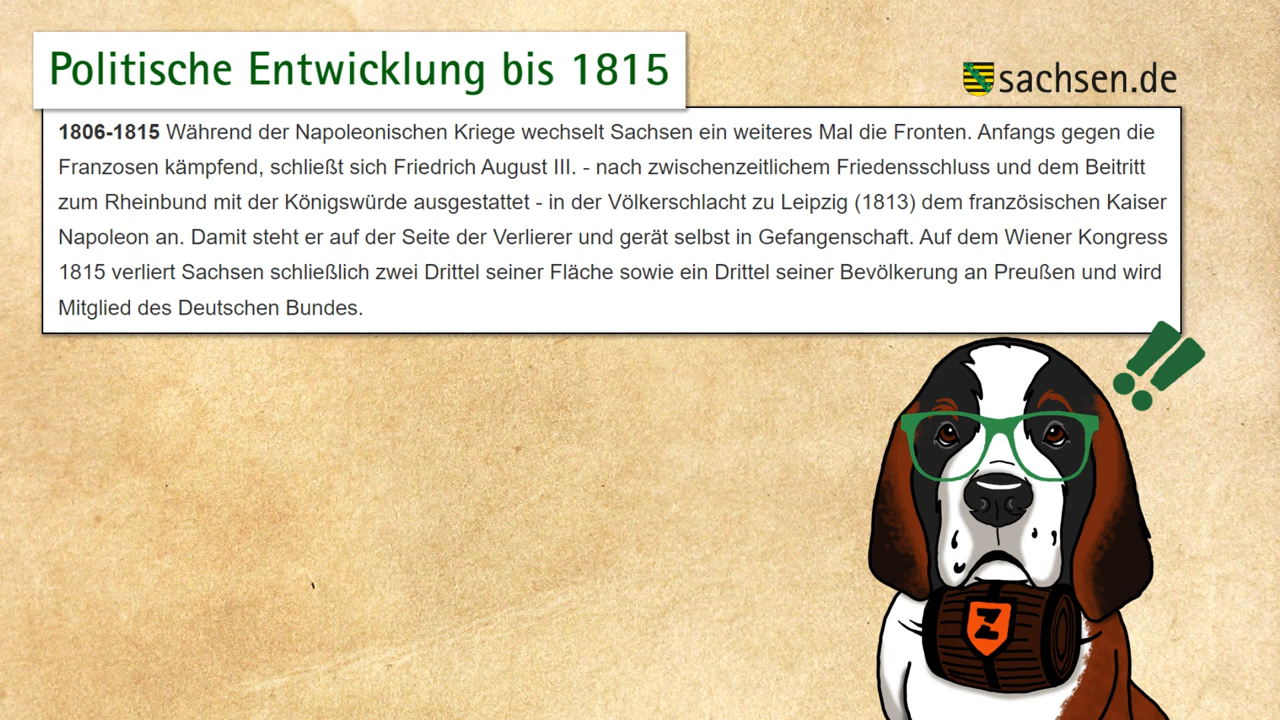 Politische Entwicklung bis 1815
sachsen.de
1806-1815 Während der Napoleonischen Kriege wechselt Sachsen ein weiteres Mal die Fronten. Anfangs gegen die
Franzosen kämpfend, schließt sich Friedrich August III. - nach zwischenzeitlichem Friedensschluss und dem Beitritt
zum Rheinbund mit der Königswürde ausgestattet - in der Völkerschlacht zu Leipzig (1813) dem französischen Kaiser
Napoleon an. Damit steht er auf der Seite der Verlierer und gerät selbst in Gefangenschaft. Auf dem Wiener Kongress
1815 verliert Sachsen schließlich zwei Drittel seiner Fläche sowie ein Drittel seiner Bevölkerung an Preußen und wird
Mitglied des Deutschen Bundes.
!!
Z